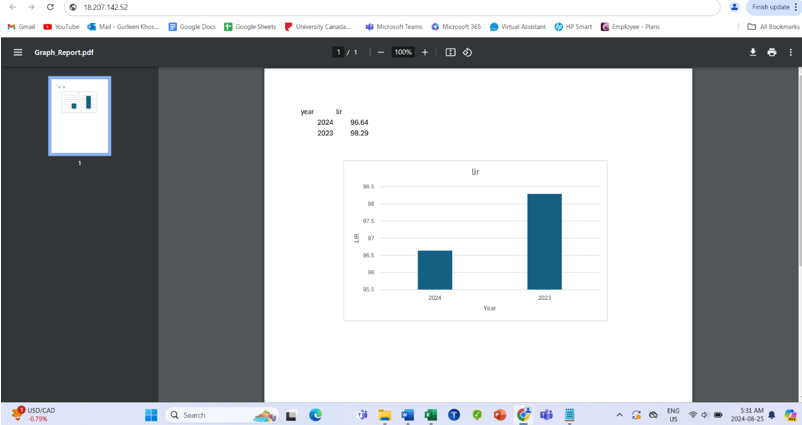 18.207.142.52
Finish update
Gmail
YouTube
Mail - Gurleen Khos...
Google Docs
Google Sheets
University Canada...
Microsoft Teams
Microsoft 365
Virtual Assistant
HP Smart
Employee - Plans
All Bookmarks
Graph_Report.pdf
1 / 1
100%
1
year lir
2024 96.64
2023 98.29
lir
98.5
98
97.5
97
96.5
96
95.5
LIR
2024 2023
Year
USD/CAD
-0.79%
Search
ENG
US
5:31 AM
2024-08-25